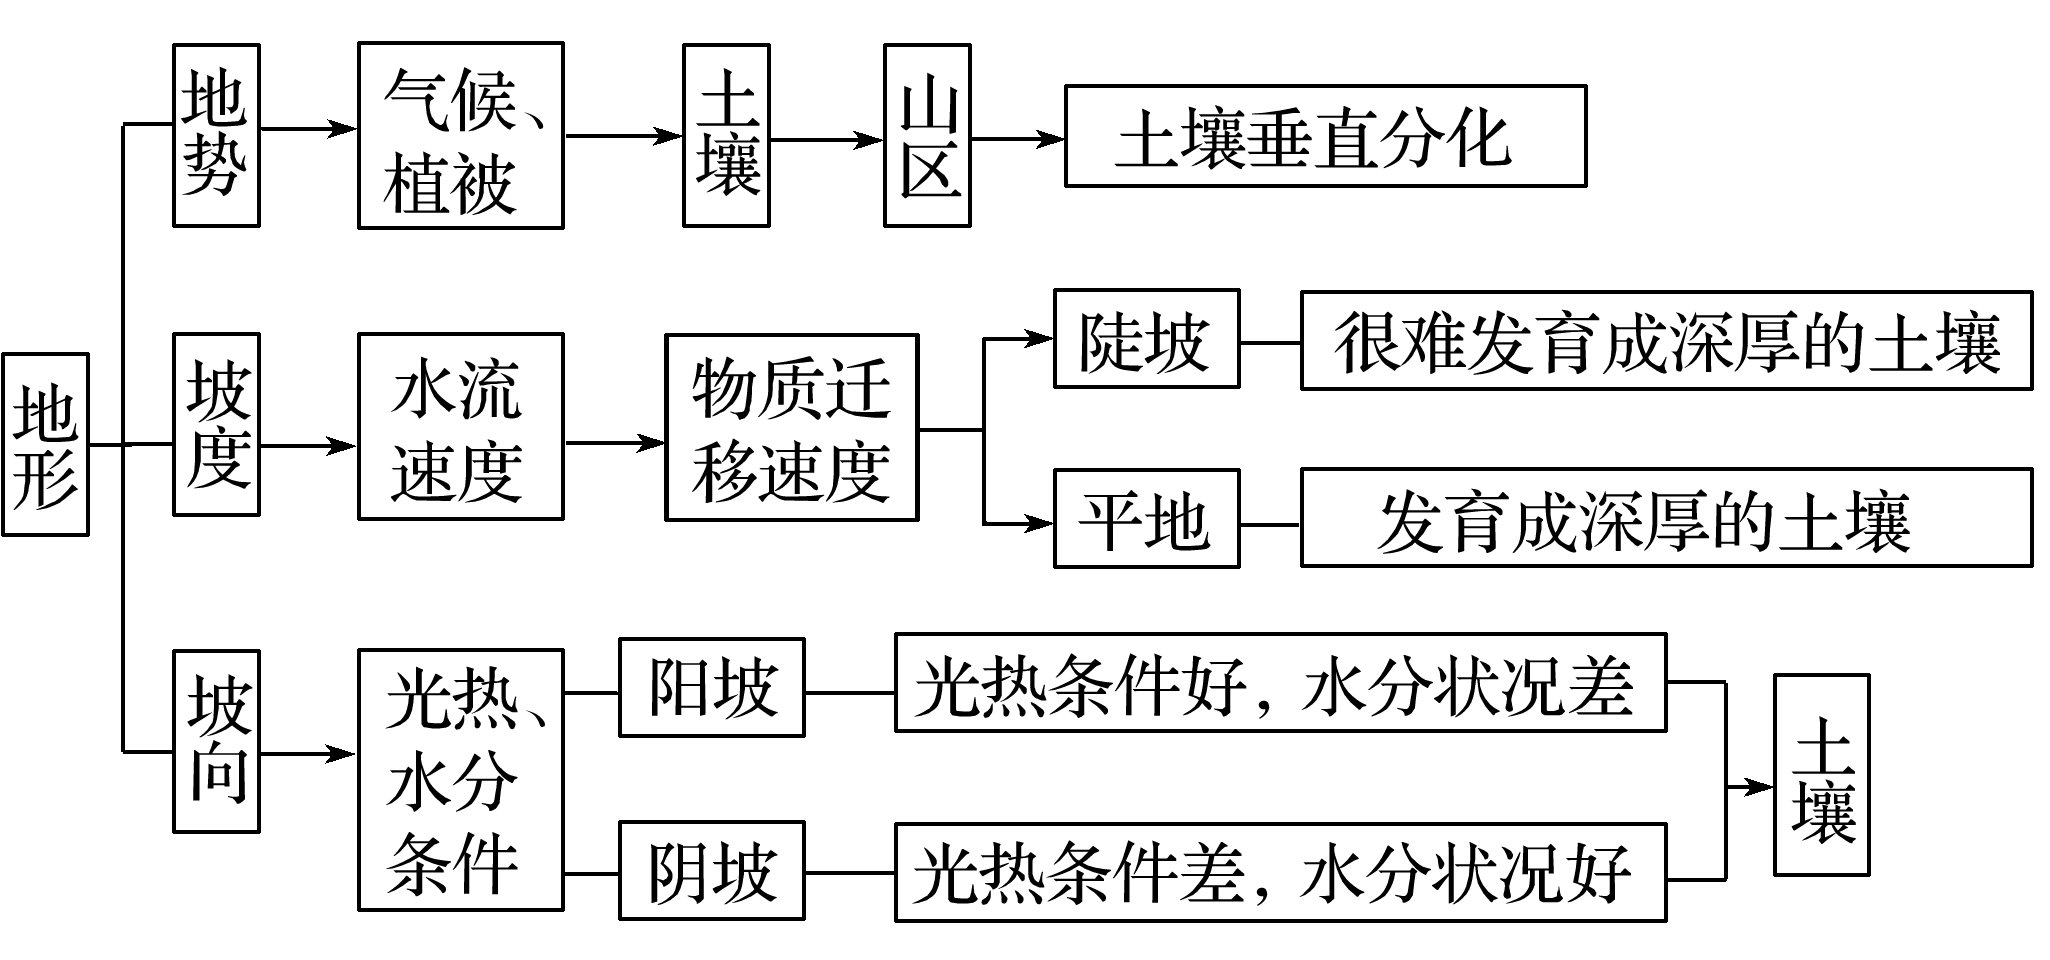 地形
地势
气候、
植被
土壤
山区
土壤垂直分化
坡度
水流
速度
物质迁
移速度
陡坡
很难发育成深厚的土壤
平地
发育成深厚的土壤
坡向
光热、
水分
条件
阳坡
光热条件好，水分状况差
阴坡
光热条件差，水分状况好
土壤